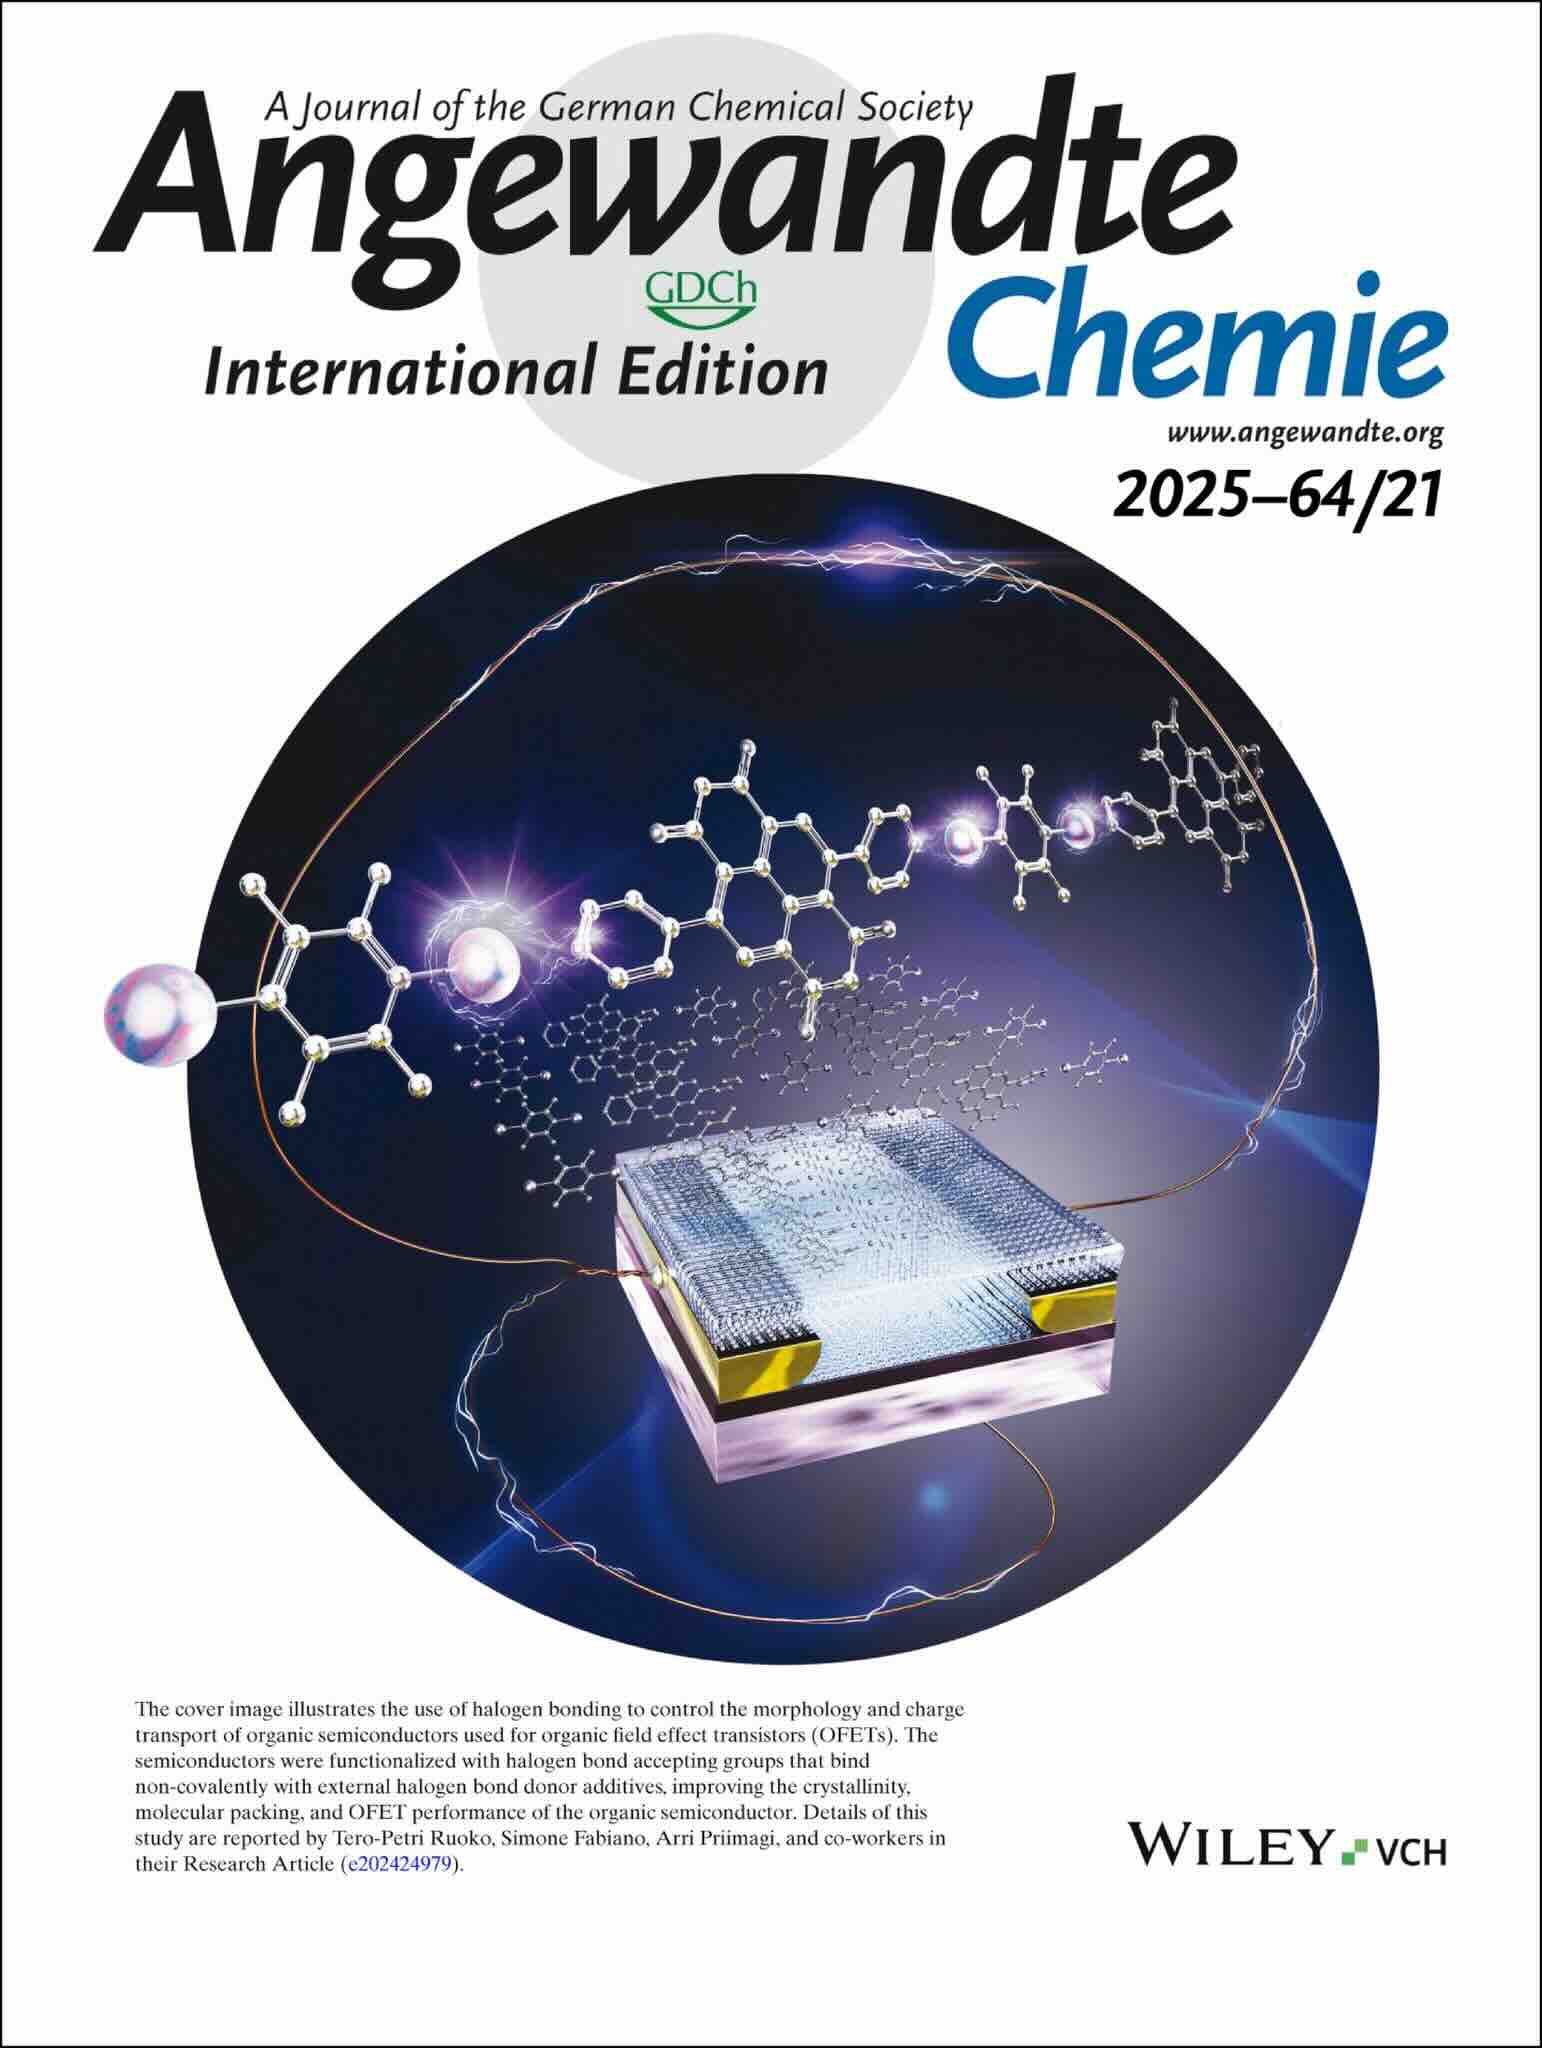 A Journal of the German Chemical Society
Angewandte
GDCh
Chemie
International Edition
www.angewandte.org
2025–64/21
The cover image illustrates the use of halogen bonding to control the morphology and charge
transport of organic semiconductors used for organic field effect transistors (OFETs). The
semiconductors were functionalized with halogen bond accepting groups that bind
non-covalently with external halogen bond donor additives, improving the crystallinity,
molecular packing, and OFET performance of the organic semiconductor. Details of this
study are reported by Tero-Petri Ruoko, Simone Fabiano, Arri Priimagi, and co-workers in
their Research Article (e202424979).
WILEY VCH